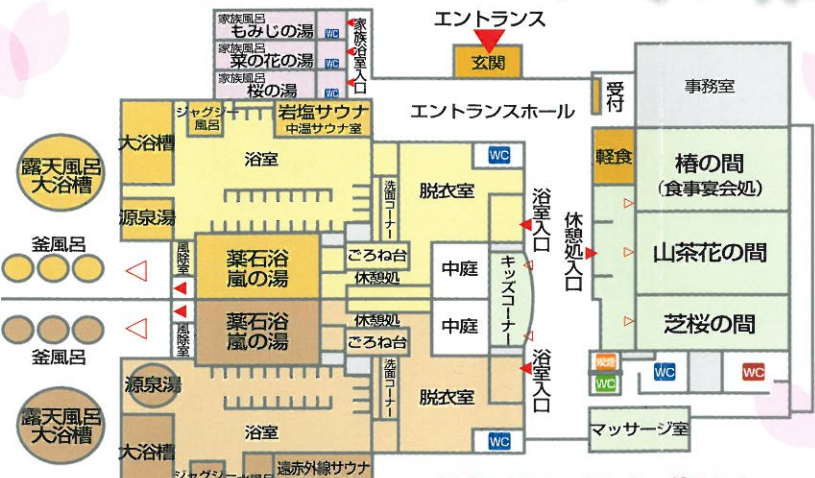 家族風呂
もみじの湯
WC
家族風呂
菜の花の湯
WC
家族風呂
桜の湯
WC
家族浴室入口
エントランス
玄関
エントランスホール
受付
事務室
ジャグジー
風呂
岩塩サウナ
中温サウナ室
大浴槽
浴室
露天風呂
大浴槽
源泉湯
釜風呂
風除室
薬石浴
嵐の湯
洗面コーナー
脱衣室
WC
ごろね台
休憩処
中庭
浴室入口
キッズコーナー
休憩処入口
軽食
椿の間
(食事宴会処)
山茶花の間
芝桜の間
釜風呂
風除室
薬石浴
嵐の湯
休憩処
ごろね台
中庭
洗面コーナー
脱衣室
浴室入口
WC
喫煙
WC
WC
WC
マッサージ室
源泉湯
露天風呂
大浴槽
大浴槽
浴室
ジャグジー
遠赤外線サウナ